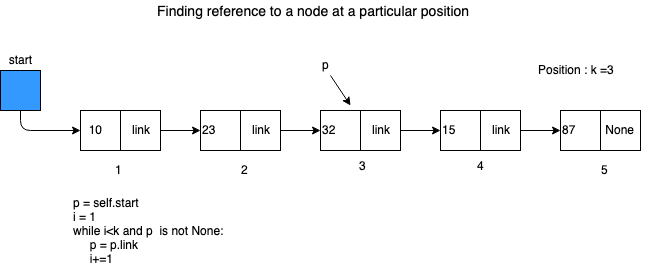 Finding reference to a node at a particular position
start
p
Position : k =3
10 link 23 link 32 link 15 link 87 None
1 2 3 4 5
p = self.start
i = 1
while i<k and p  is not None:
p = p.link
i+=1